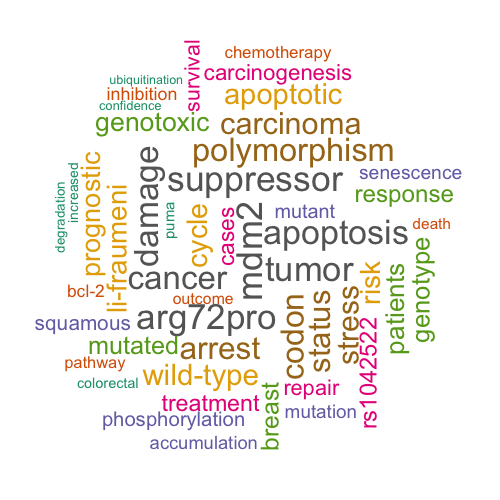 chemotherapy
survival
carcinogenesis
ubiquitination
inhibition
apoptotic
confidence
genotoxic
carcinoma
polymorphism
senescence
suppressor
response
prognostic
damage
degradation
increased
li-fraumeni
puma
cycle
cases
mdm2
mutant
apoptosis
death
cancer
tumor
risk
patients
genotype
bcl-2
outcome
arg72pro
codon
status
stress
rs1042522
squamous
mutated
arrest
pathway
colorectal
wild-type
repair
treatment
breast
mutation
phosphorylation
accumulation